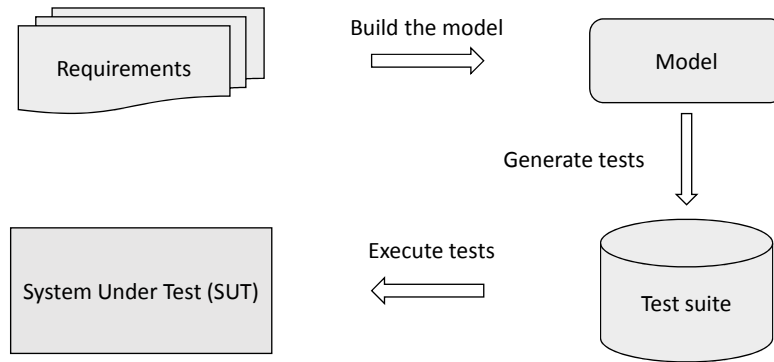 Build the model
Requirements
Model
Generate tests
Execute tests
System Under Test (SUT)
Test suite